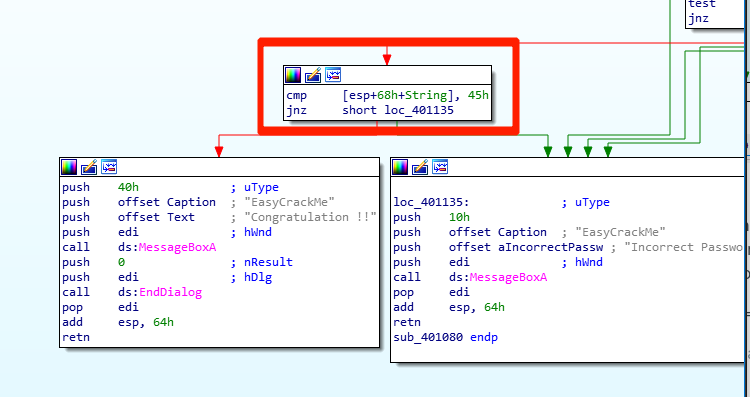 test
jnz
cmp [esp+68h+String], 45h
jnz short loc_401135
push 40h ; uType
push offset Caption ; "EasyCrackMe"
push offset Text ; "Congratulation !!"
push edi ; hWnd
call ds:MessageBoxA
push 0 ; nResult
push edi ; hDlg
call ds:EndDialog
pop edi
add esp, 64h
retn
loc_401135: ; uType
push 10h
push offset Caption ; "EasyCrackMe"
push offset aIncorrectPassw ; "Incorrect Passwo
push edi ; hWnd
call ds:MessageBoxA
pop edi
add esp, 64h
retn
sub_401080 endp